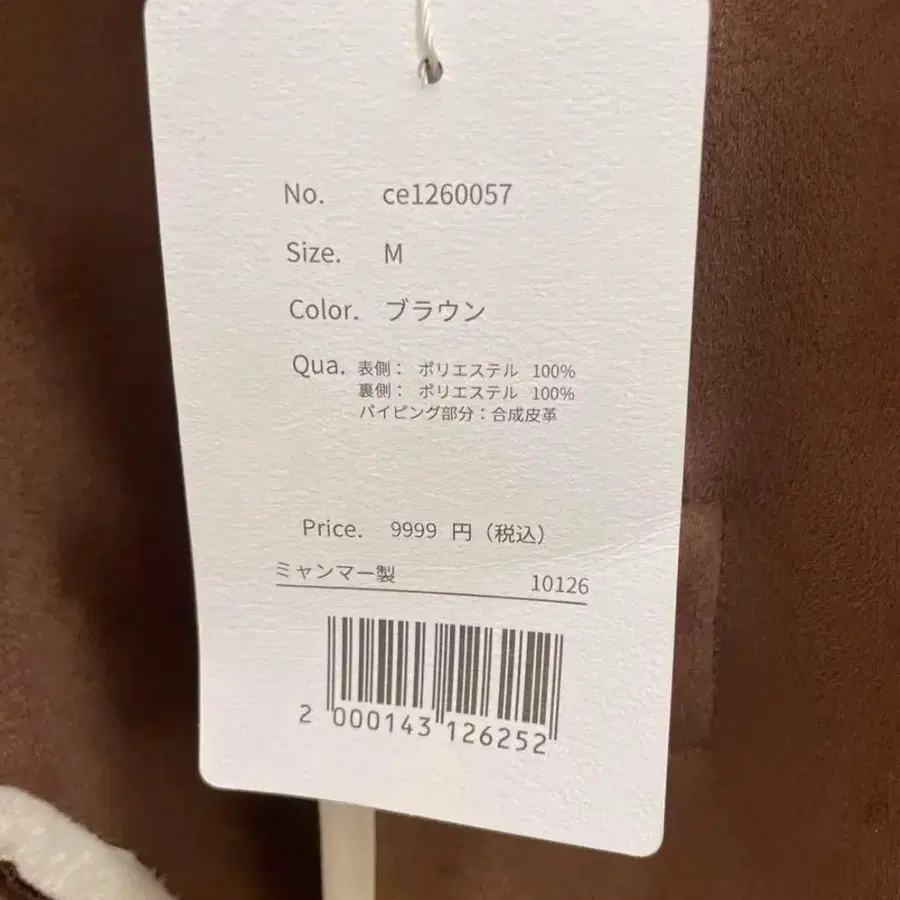 No. ce1260057
Size. M
Color. ブラウン
Qua. 表側： ポリエステル 100%
裏側： ポリエステル 100%
パイピング部分：合成皮革
Price. 9999 円（税込）
ミャンマー製 10126
2 000143 126252